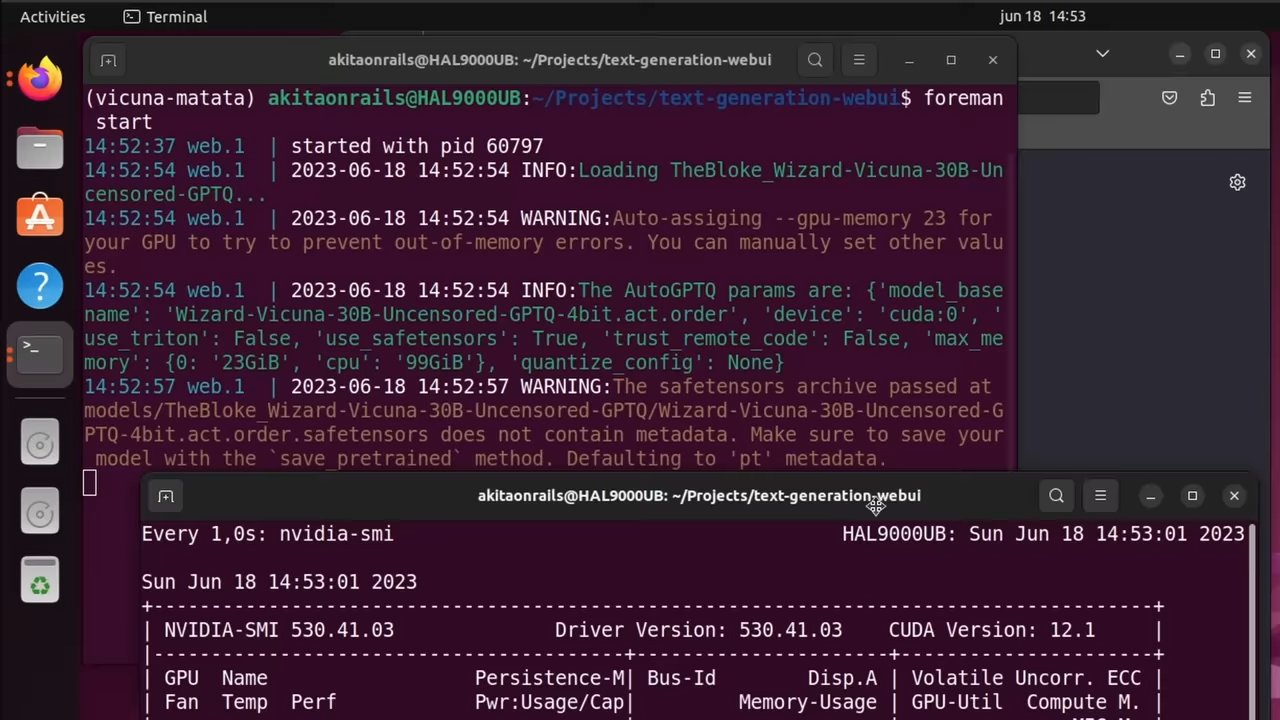 Activities Terminal jun 18 14:53
akitaonrails@HAL9000UB: ~/Projects/text-generation-webui
(vicuna-matata) akitaonrails@HAL9000UB:~/Projects/text-generation-webui$ foreman
start
14:52:37 web.1 | started with pid 60797
14:52:54 web.1 | 2023-06-18 14:52:54 INFO:Loading TheBloke_Wizard-Vicuna-30B-Un
censored-GPTQ...
14:52:54 web.1 | 2023-06-18 14:52:54 WARNING:Auto-assiging --gpu-memory 23 for
your GPU to try to prevent out-of-memory errors. You can manually set other valu
es.
14:52:54 web.1 | 2023-06-18 14:52:54 INFO:The AutoGPTQ params are: {'model_base
name': 'Wizard-Vicuna-30B-Uncensored-GPTQ-4bit.act.order', 'device': 'cuda:0', '
use_triton': False, 'use_safetensors': True, 'trust_remote_code': False, 'max_me
mory': {0: '23GiB', 'cpu': '99GiB'}, 'quantize_config': None}
14:52:57 web.1 | 2023-06-18 14:52:57 WARNING:The safetensors archive passed at
models/TheBloke_Wizard-Vicuna-30B-Uncensored-GPTQ/Wizard-Vicuna-30B-Uncensored-G
PTQ-4bit.act.order.safetensors does not contain metadata. Make sure to save your
model with the `save_pretrained` method. Defaulting to 'pt' metadata.
akitaonrails@HAL9000UB: ~/Projects/text-generation-webui
Every 1,0s: nvidia-smi HAL9000UB: Sun Jun 18 14:53:01 2023
Sun Jun 18 14:53:01 2023
+-----------------------------------------------------------------------------+
| NVIDIA-SMI 530.41.03 Driver Version: 530.41.03 CUDA Version: 12.1 |
|-------------------------------+----------------------+----------------------+
| GPU Name Persistence-M| Bus-Id Disp.A | Volatile Uncorr. ECC |
| Fan Temp Perf Pwr:Usage/Cap| Memory-Usage | GPU-Util Compute M. |